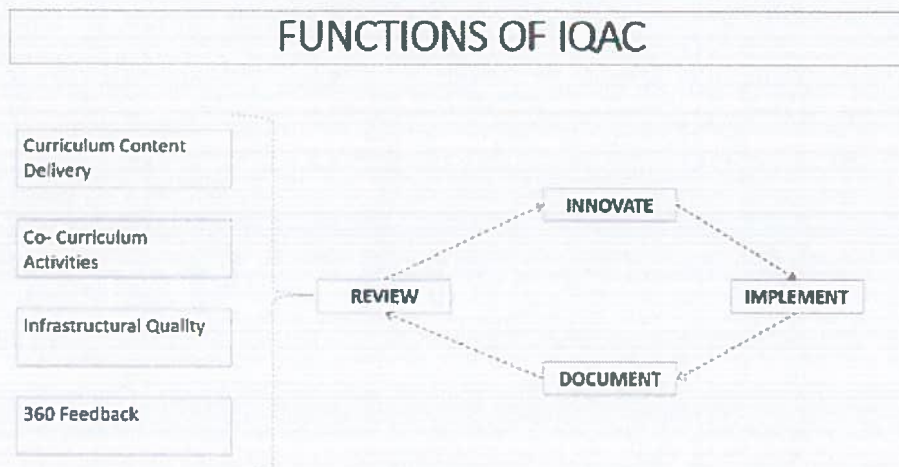 FUNCTIONS OF IQAC
Curriculum Content
Delivery
Co- Curriculum
Activities
Infrastructural Quality
360 Feedback
REVIEW
INNOVATE
IMPLEMENT
DOCUMENT